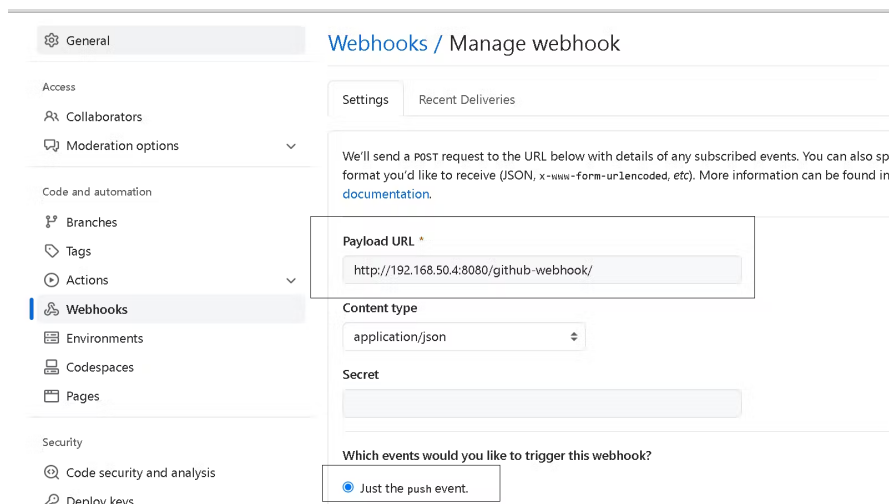 General
Access
Collaborators
Moderation options
Code and automation
Branches
Tags
Actions
Webhooks
Environments
Codespaces
Pages
Security
Code security and analysis
Deploy keys
Webhooks / Manage webhook
Settings
Recent Deliveries
We'll send a POST request to the URL below with details of any subscribed events. You can also sp
format you'd like to receive (JSON, x-www-form-urlencoded, etc). More information can be found in
documentation.
Payload URL *
http://192.168.50.4:8080/github-webhook/
Content type
application/json
Secret
Which events would you like to trigger this webhook?
Just the push event.